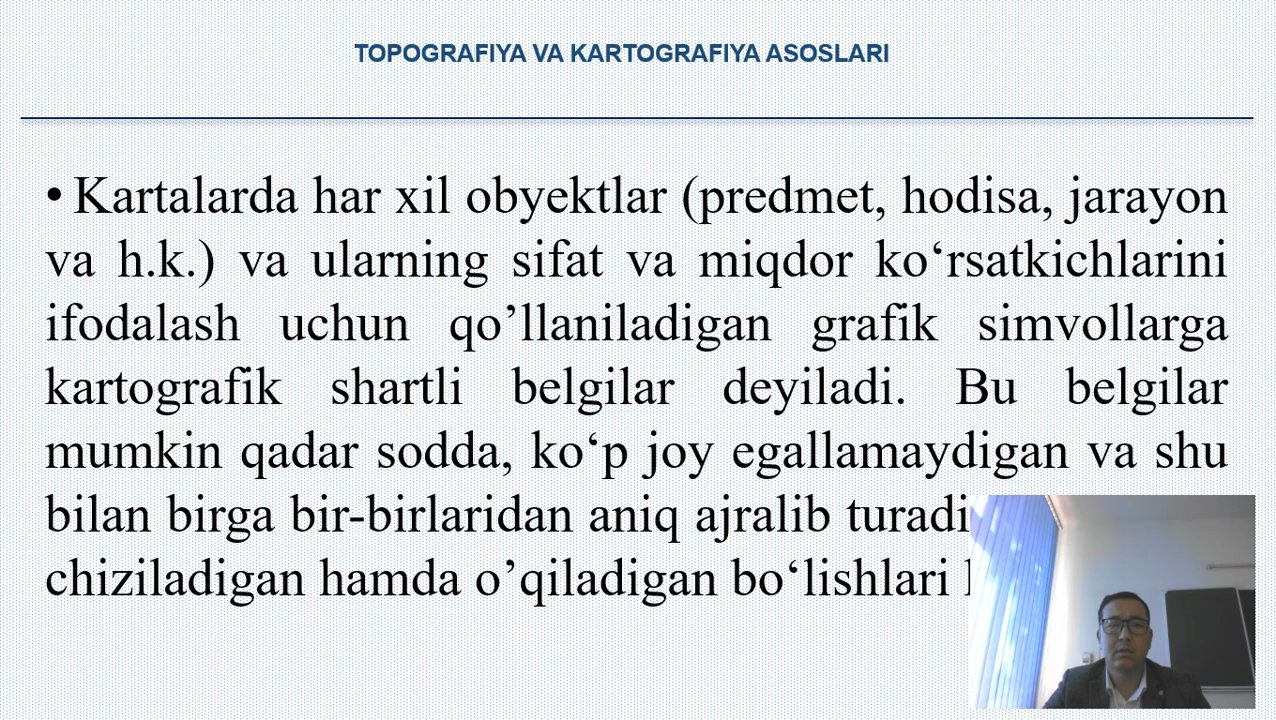 TOPOGRAFIYA VA KARTOGRAFIYA ASOSLARI
• Kartalarda har xil obyektlar (predmet, hodisa, jarayon
va h.k.) va ularning sifat va miqdor ko‘rsatkichlarini
ifodalash uchun qo’llaniladigan grafik simvollarga
kartografik shartli belgilar deyiladi. Bu belgilar
mumkin qadar sodda, ko‘p joy egallamaydigan va shu
bilan birga bir-birlaridan aniq ajralib
chiziladigan hamda o’qiladigan bo‘lishlari